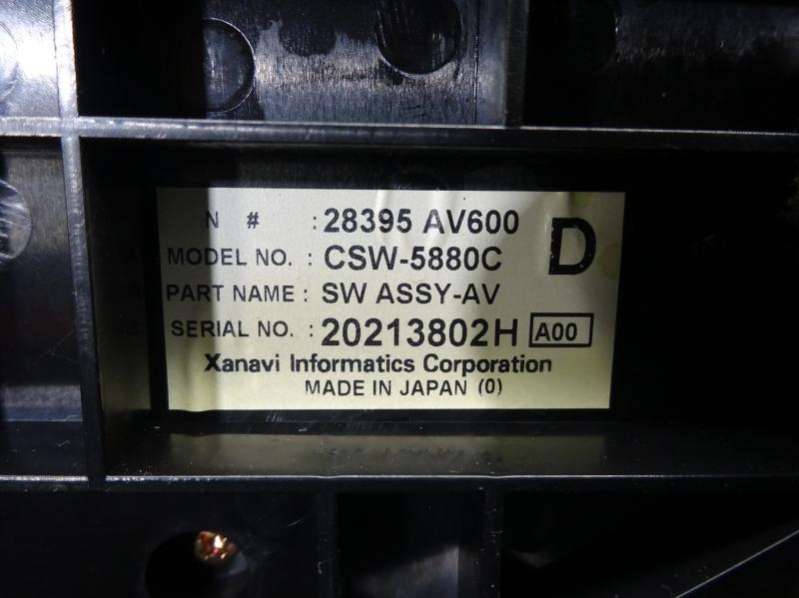 N # : 28395 AV600
D
MODEL NO. : CSW-5880C
PART NAME : SW ASSY-AV
SERIAL NO. : 20213802H A00
Xanavi Informatics Corporation
MADE IN JAPAN (0)